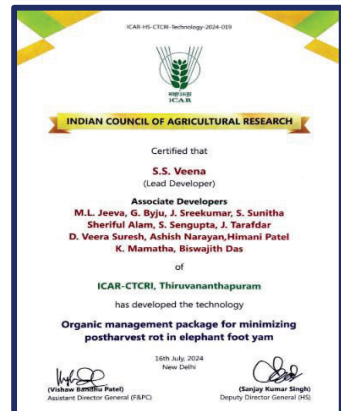 ICAR-HS-CTCRI-Technology-2024-019
ICAR
INDIAN COUNCIL OF AGRICULTURAL RESEARCH
Certified that
S.S. Veena
(Lead Developer)
Associate Developers
M.L. Jeeva, G. Byju, J. Sreekumar, S. Sunitha
Sheriful Alam, S. Sengupta, J. Tarafdar
D. Veera Suresh, Ashish Narayan,Himani Patel
K. Mamatha, Biswajith Das
of
ICAR-CTCRI, Thiruvananthapuram
has developed the technology
Organic management package for minimizing
postharvest rot in elephant foot yam
16th July, 2024
New Delhi
(Vishaw Bandhu Patel)
Assistant Director General (F&PC)
(Sanjay Kumar Singh)
Deputy Director General (HS)